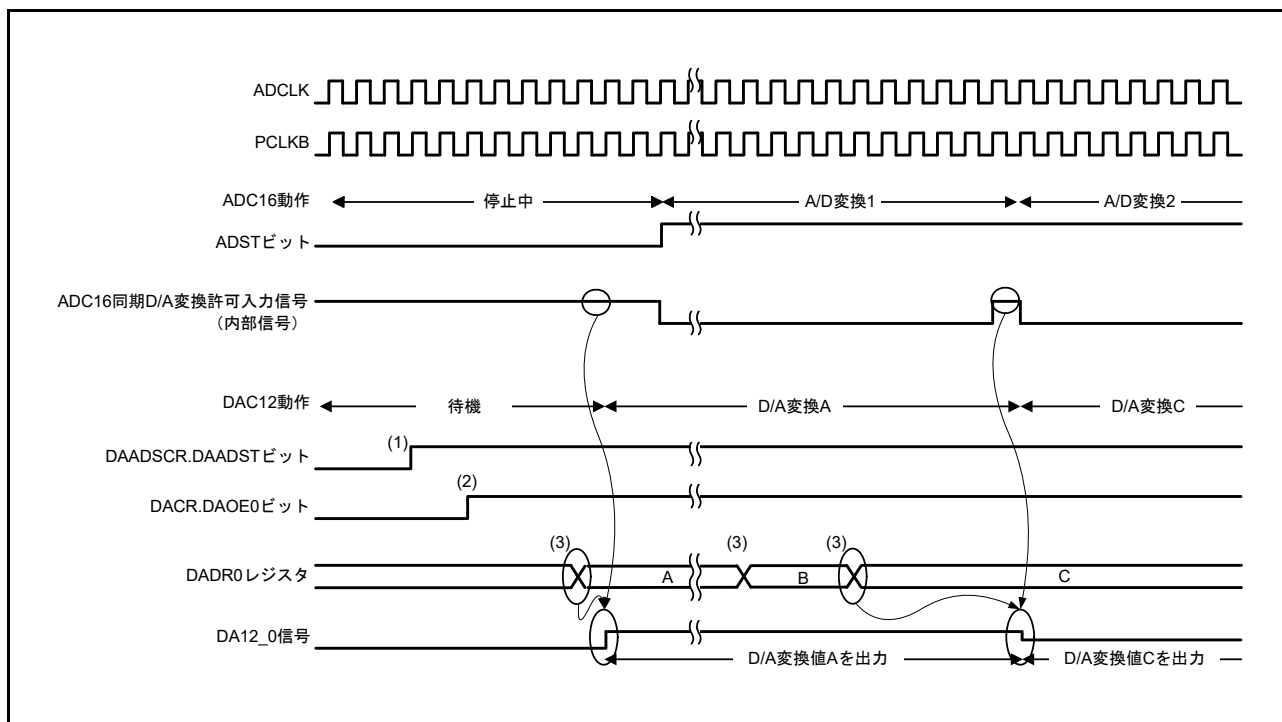 ADCLK
PCLKB
ADC16動作
停止中
A/D変換1
A/D変換2
ADSTビット
ADC16同期D/A変換許可入力信号
（内部信号）
DAC12動作
待機
D/A変換A
D/A変換C
(1)
DAADSCR.DAADSTビット
(2)
DACR.DAOE0ビット
(3)
(3)
(3)
DADR0レジスタ
A
B
C
DA12_0信号
D/A変換値Aを出力
D/A変換値Cを出力